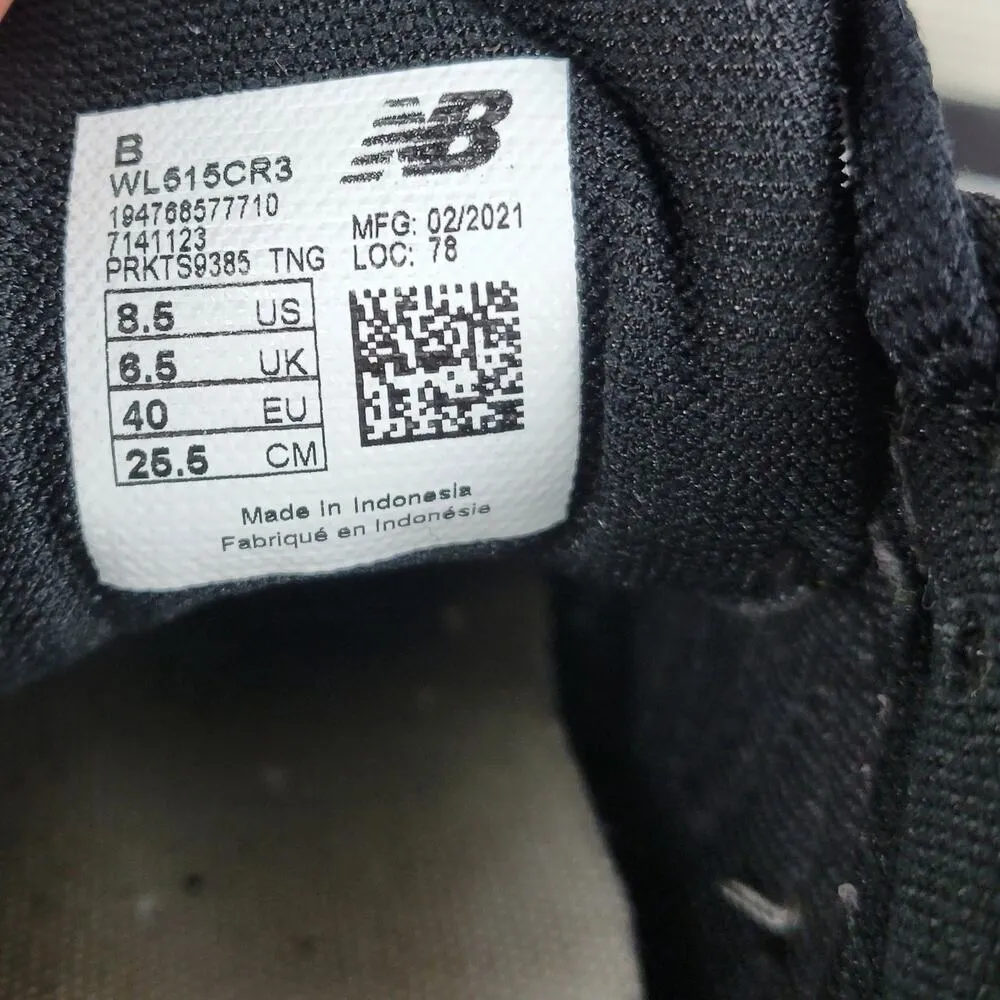 B
NB
WL515CR3
194768577710
7141123
PRKTS9385 TNG
MFG: 02/2021
LOC: 78
8.5 US
6.5 UK
40 EU
25.5 CM
Made in Indonesia
Fabriqué en Indonésie